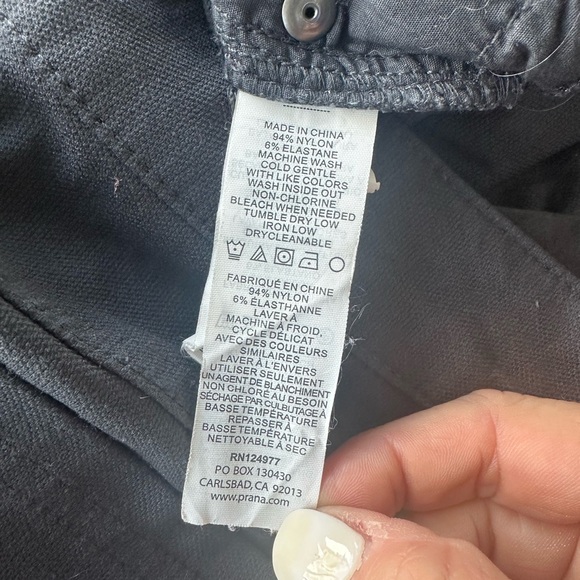 MADE IN CHINA
94% NYLON
6% ELASTANE
MACHINE WASH
COLD GENTLE
WITH LIKE COLORS
WASH INSIDE OUT
NON-CHLORINE
BLEACH WHEN NEEDED
TUMBLE DRY LOW
IRON LOW
DRYCLEANABLE
FABRIQUÉ EN CHINE
94% NYLON
6% ÉLASTHANNE
LAVER À
MACHINE À FROID,
CYCLE DÉLICAT
AVEC DES COULEURS
SIMILAIRES
LAVER À L'ENVERS
UTILISER SEULEMENT
UN AGENT DE BLANCHIMENT
NON CHLORÉ AU BESOIN
SÉCHAGE PAR CULBUTAGE À
BASSE TEMPÉRATURE
REPASSER À
BASSE TEMPÉRATURE
NETTOYABLE À SEC
RN124977
PO BOX 130430
CARLSBAD, CA 92013
www.prana.com